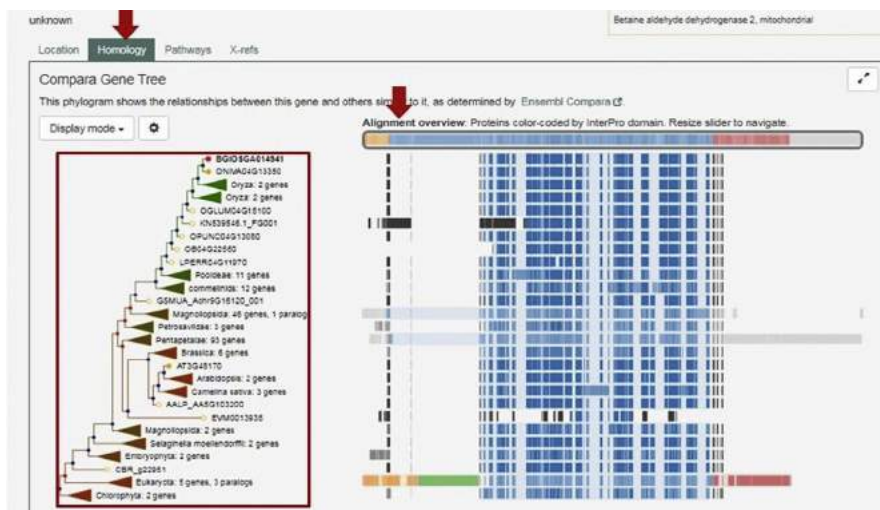 unknown
Betaine aldehyde dehydrogenase 2, mitochondrial
Location Homology Pathways X-refs
Compara Gene Tree
This phylogram shows the relationships between this gene and others similar to it, as determined by Ensembl Compara.
Display mode
Alignment overview: Proteins color-coded by InterPro domain. Resize slider to navigate.
BGIOSGA014941
ONIVA04G13350
Oryza: 2 genes
Oryza: 2 genes
OGLUM04G15100
KN539546.1_FG001
OPUNC04G13080
OB04G22560
LPERR04G11970
Pooideae: 11 genes
commelinids: 12 genes
GSMUA_Achr9G16120_001
Magnoliopsida: 46 genes, 1 paralog
Petrosaviidae: 3 genes
Pentapetalae: 93 genes
Brassica: 6 genes
AT3G48170
Arabidopsis: 2 genes
Camelina sativa: 3 genes
AALP_AA5G103200
EVM0013935
Magnoliopsida: 2 genes
Selaginella moellendorffii: 2 genes
Embryophyta: 2 genes
CBR_g22951
Eukaryota: 5 genes, 3 paralogs
Chlorophyta: 2 genes